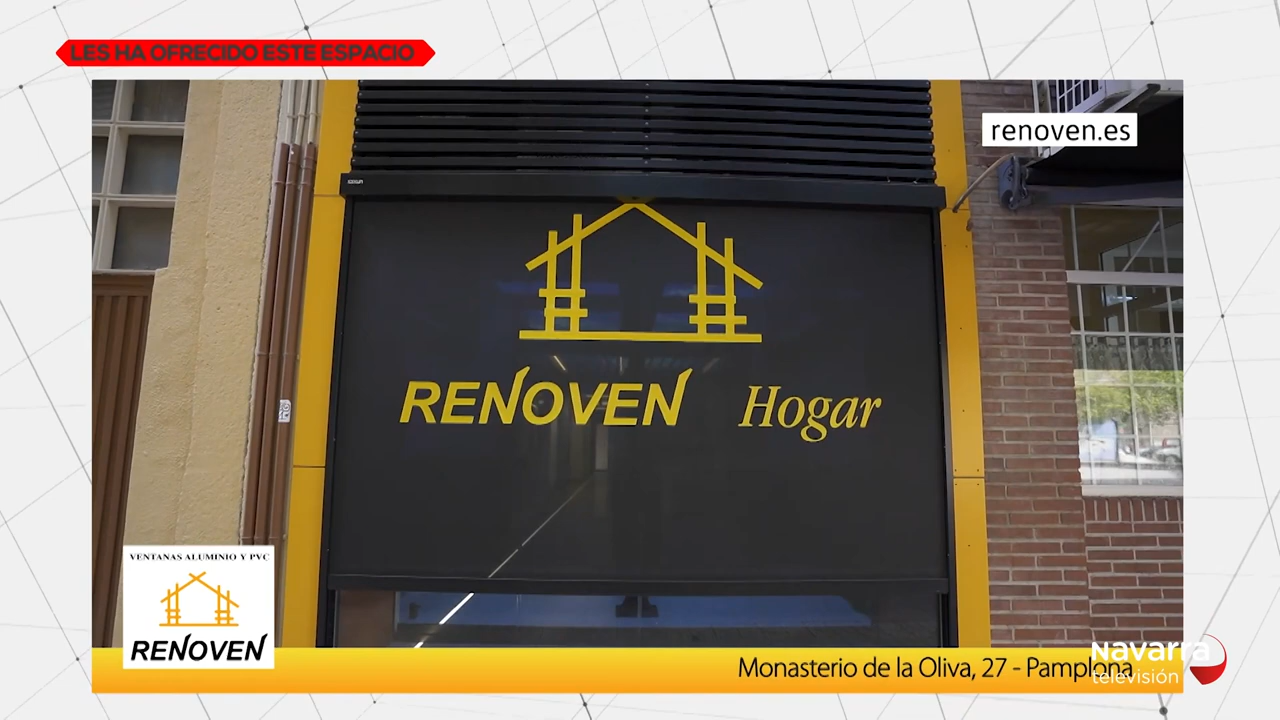 LES HA OFRECIDO ESTE ESPACIO
renoven.es
RENOVEN Hogar
VENTANAS ALUMINIO Y PVC
RENOVEN
Monasterio de la Oliva, 27 - Pamplona
Navarra
televisión